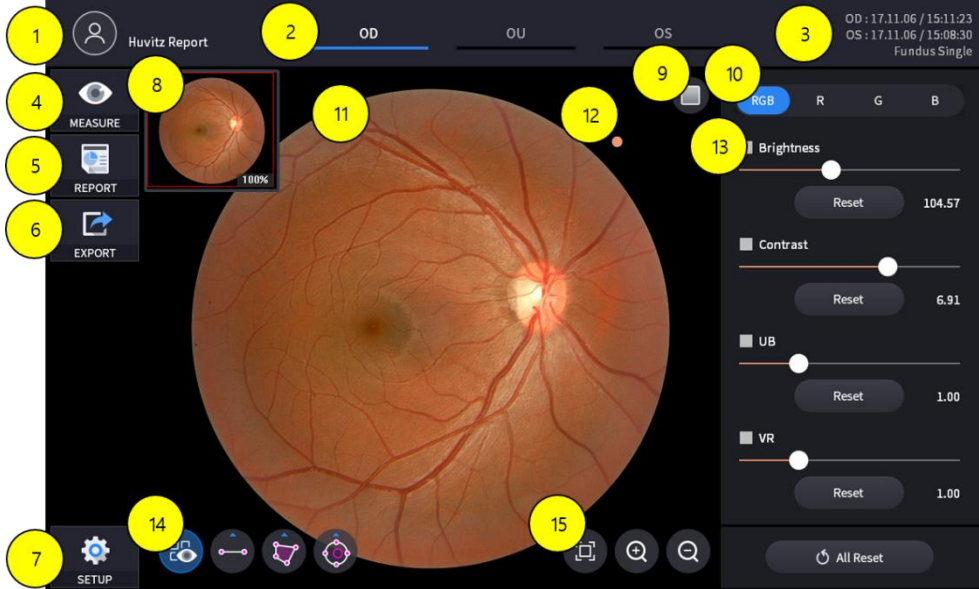 1
Huvitz Report
2
OD
OU
OS
3
OD : 17.11.06 / 15:11:23
OS : 17.11.06 / 15:08:30
Fundus Single
4
MEASURE
5
REPORT
6
EXPORT
8
100%
11
12
9
10
RGB
R
G
B
13
Brightness
Reset
104.57
Contrast
Reset
6.91
UB
Reset
1.00
VR
Reset
1.00
7
SETUP
14
15
All Reset